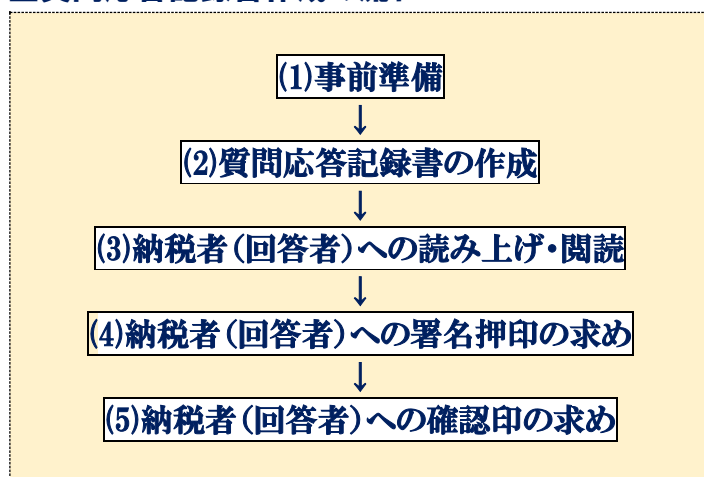 (1)事前準備
↓
(2)質問応答記録書の作成
↓
(3)納税者(回答者)への読み上げ・閲読
↓
(4)納税者(回答者)への署名押印の求め
↓
(5)納税者(回答者)への確認印の求め